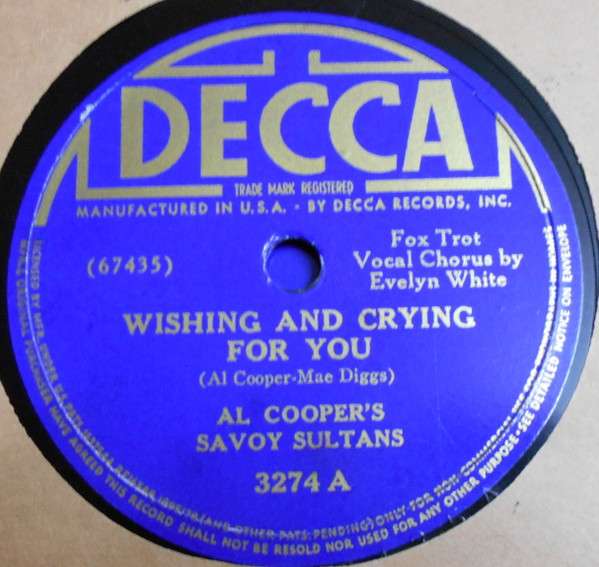 DECCA
TRADE MARK REGISTERED
MANUFACTURED IN U.S.A. - BY DECCA RECORDS, INC.
(67435)
Fox Trot
Vocal Chorus by
Evelyn White
WISHING AND CRYING
FOR YOU
(Al Cooper-Mae Diggs)
AL COOPER'S
SAVOY SULTANS
3274 A
LICENSED BY MFR.
(AND OTHER PATS. PENDING) ONLY FOR NON
PURCHASER HAVE AGREED THIS RECORD SHALL NOT BE RESOLD NOR USED FOR ANY OTHER PURPOSE - SEE DETAILED NOTICE ON ENVELOPE